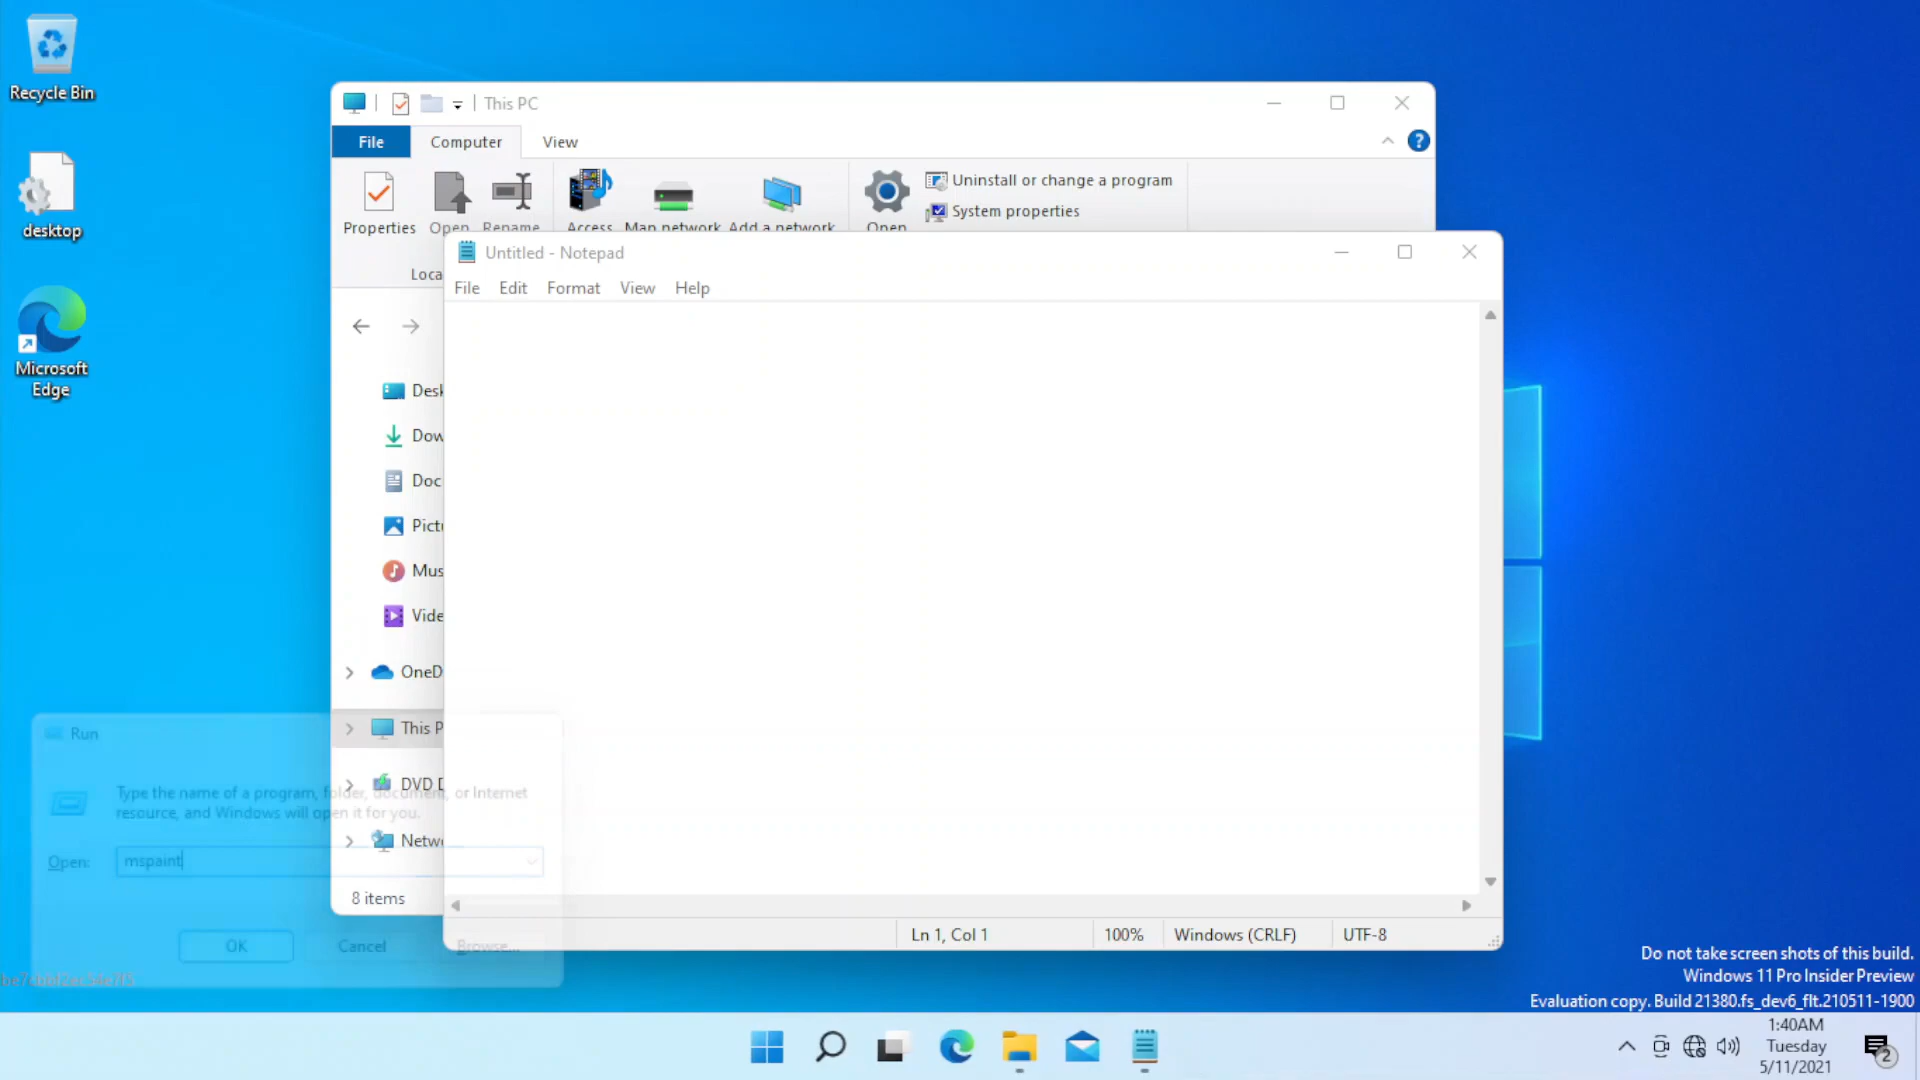 Recycle Bin
desktop
Microsoft
Edge
This PC
File Computer View
Properties Open Rename Access Map network Add a network Open
Uninstall or change a program
System properties
Loca
Untitled - Notepad
File Edit Format View Help
Desk
Dow
Doc
Pictu
Mus
Vide
OneD
This P
DVD D
Netwo
8 items
Run
Type the name of a program, folder, document, or Internet
resource, and Windows will open it for you.
Open: mspaint
OK Cancel Browse...
Ln 1, Col 1 100% Windows (CRLF) UTF-8
Do not take screen shots of this build.
Windows 11 Pro Insider Preview
Evaluation copy. Build 21380.fs_dev6_flt.210511-1900
1:40AM
Tuesday
5/11/2021
2